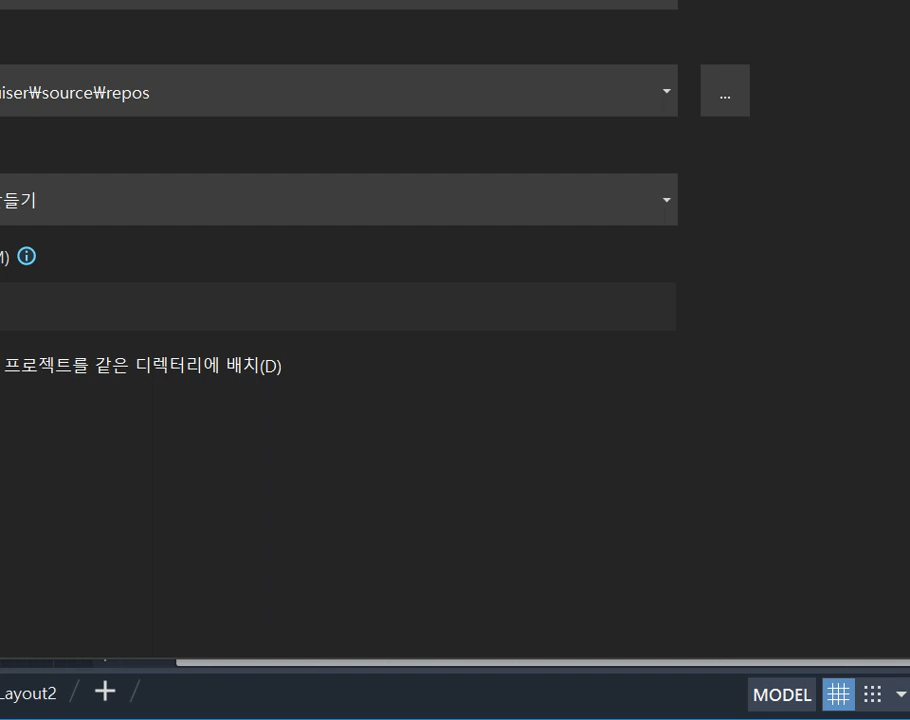 iser₩source₩repos
...
들기
M)
프로젝트를 같은 디렉터리에 배치(D)
Layout2
MODEL